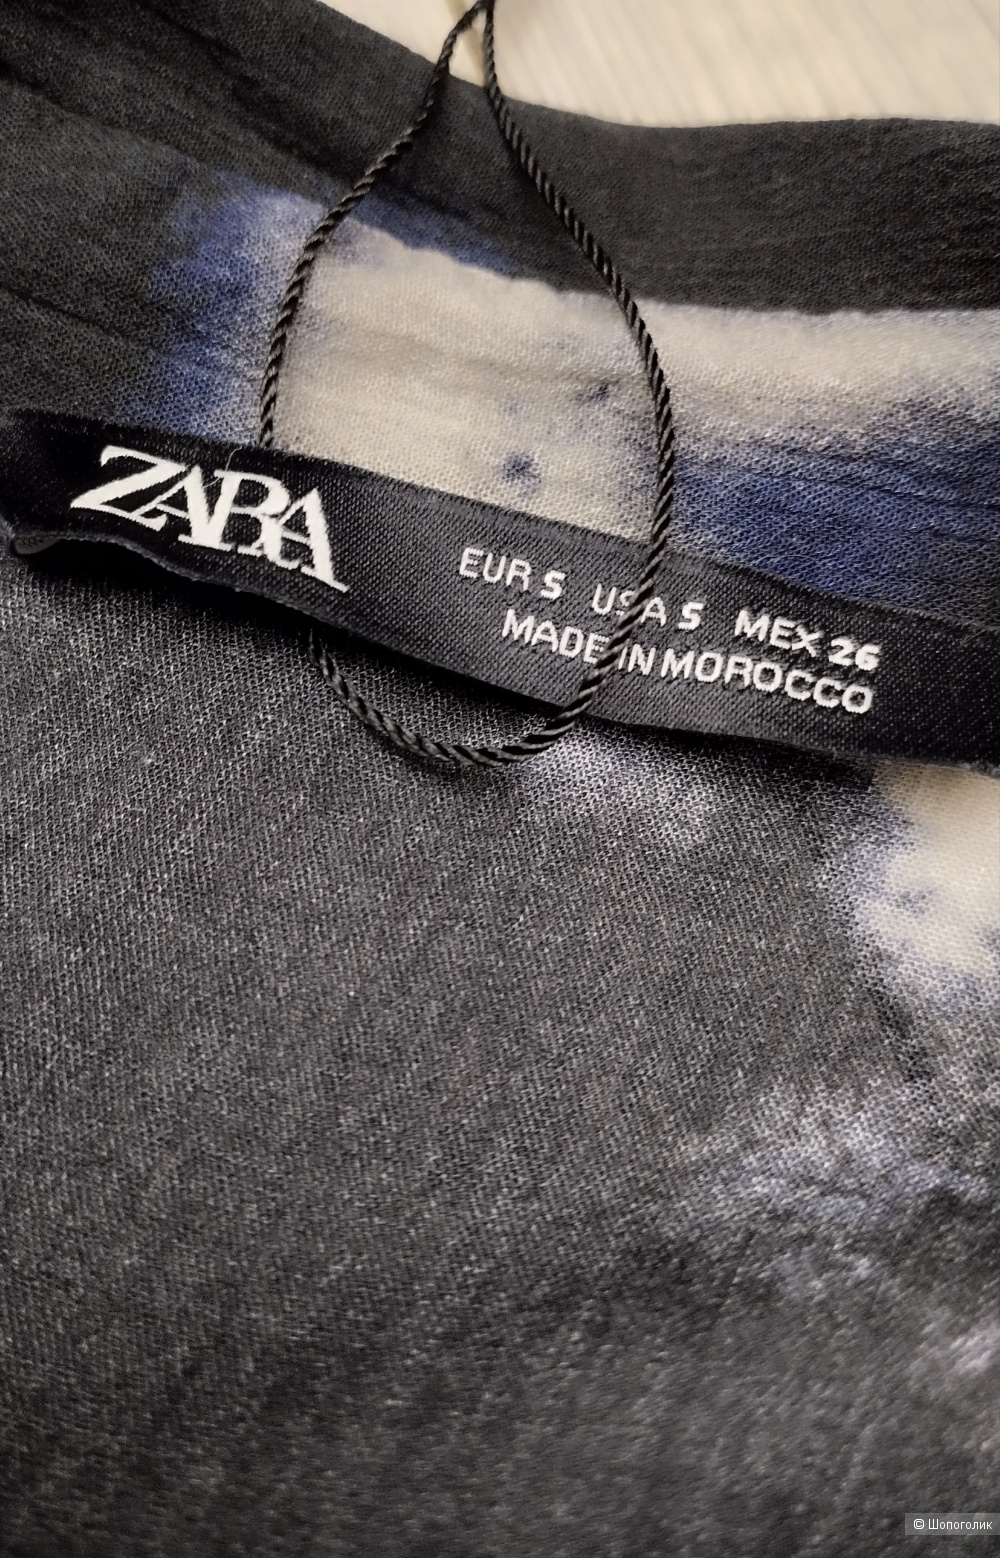 ZARA
EUR S USA S MEX 26
MADE IN MOROCCO
© Шопоголик